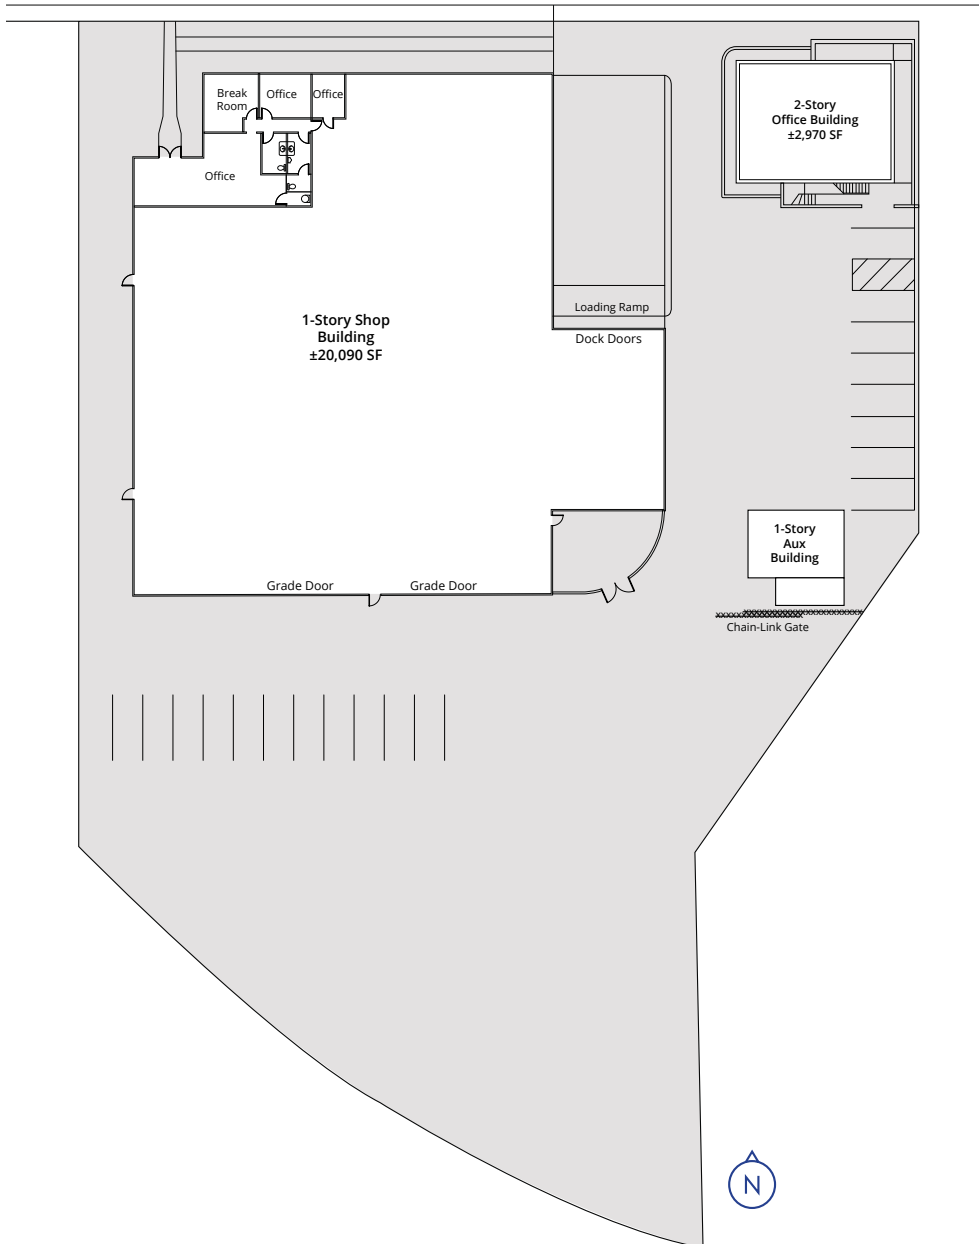 Break
Room
Office
Office
Office
2-Story
Office Building
±2,970 SF
1-Story Shop
Building
±20,090 SF
Loading Ramp
Dock Doors
1-Story
Aux
Building
Grade Door
Grade Door
Chain-Link Gate
N